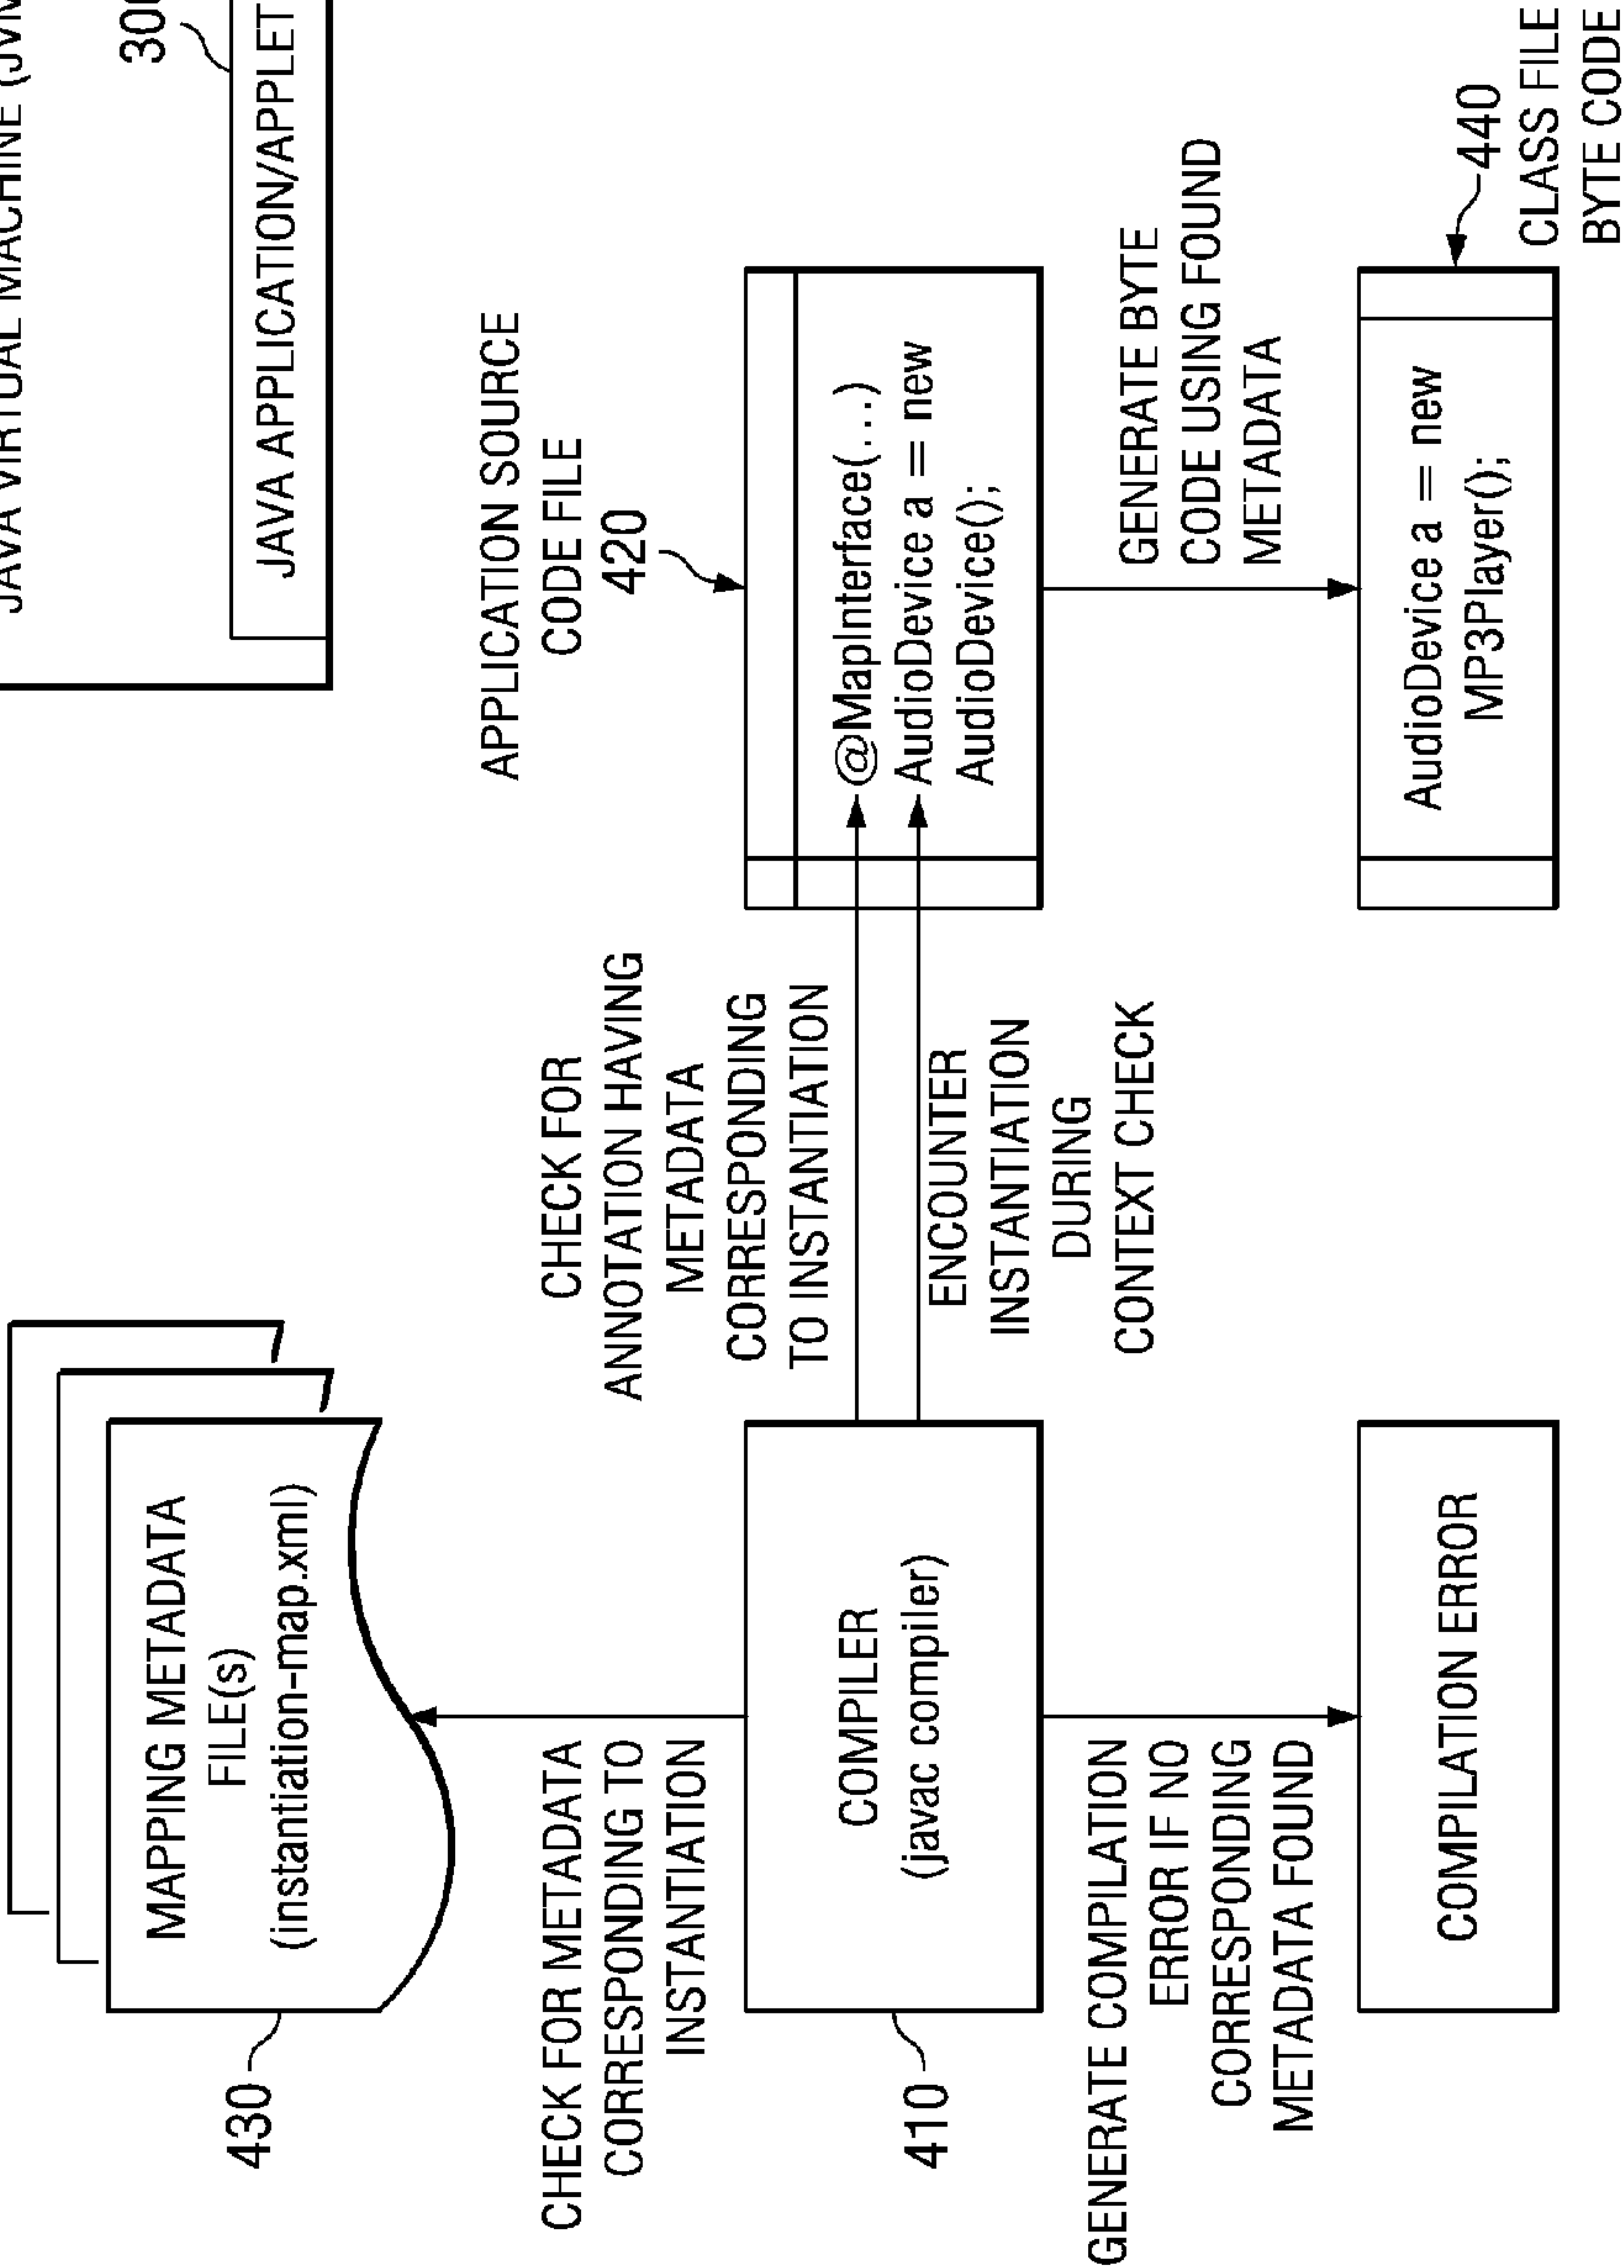 JAVA VIRTUAL MACHINE (JVM
300
JAVA APPLICATION/APPLET
MAPPING METADATA
FILE(s)
(instantiation-map.xml)
430
CHECK FOR METADATA
CORRESPONDING TO
INSTANTIATION
COMPILER
(javac compiler)
410
CHECK FOR
ANNOTATION HAVING
METADATA
CORRESPONDING
TO INSTANTIATION
ENCOUNTER
INSTANTIATION
DURING
CONTEXT CHECK
APPLICATION SOURCE
CODE FILE
420
@MapInterface(...)
AudioDevice a = new
AudioDevice();
GENERATE COMPILATION
ERROR IF NO
CORRESPONDING
METADATA FOUND
COMPILATION ERROR
GENERATE BYTE
CODE USING FOUND
METADATA
AudioDevice a = new
MP3Player();
440
CLASS FILE
BYTE CODE